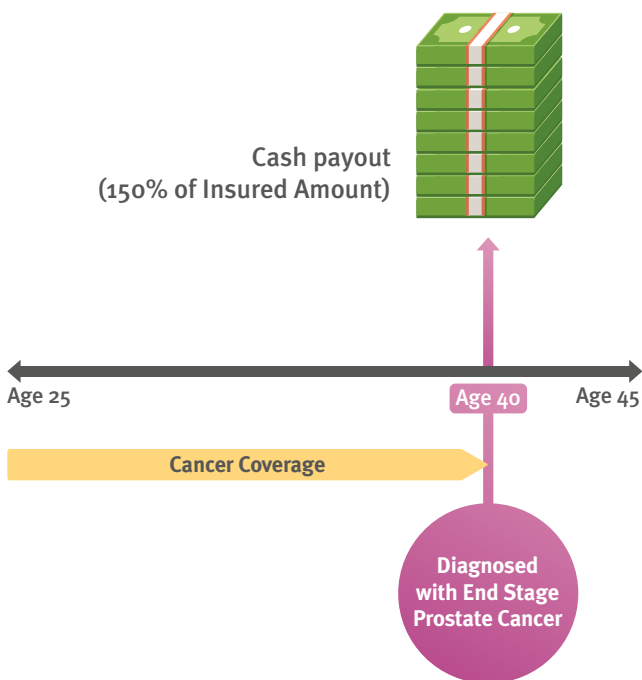 Cash payout
(150% of Insured Amount)
Age 25
Age 40
Age 45
Cancer Coverage
Diagnosed
with End Stage
Prostate Cancer